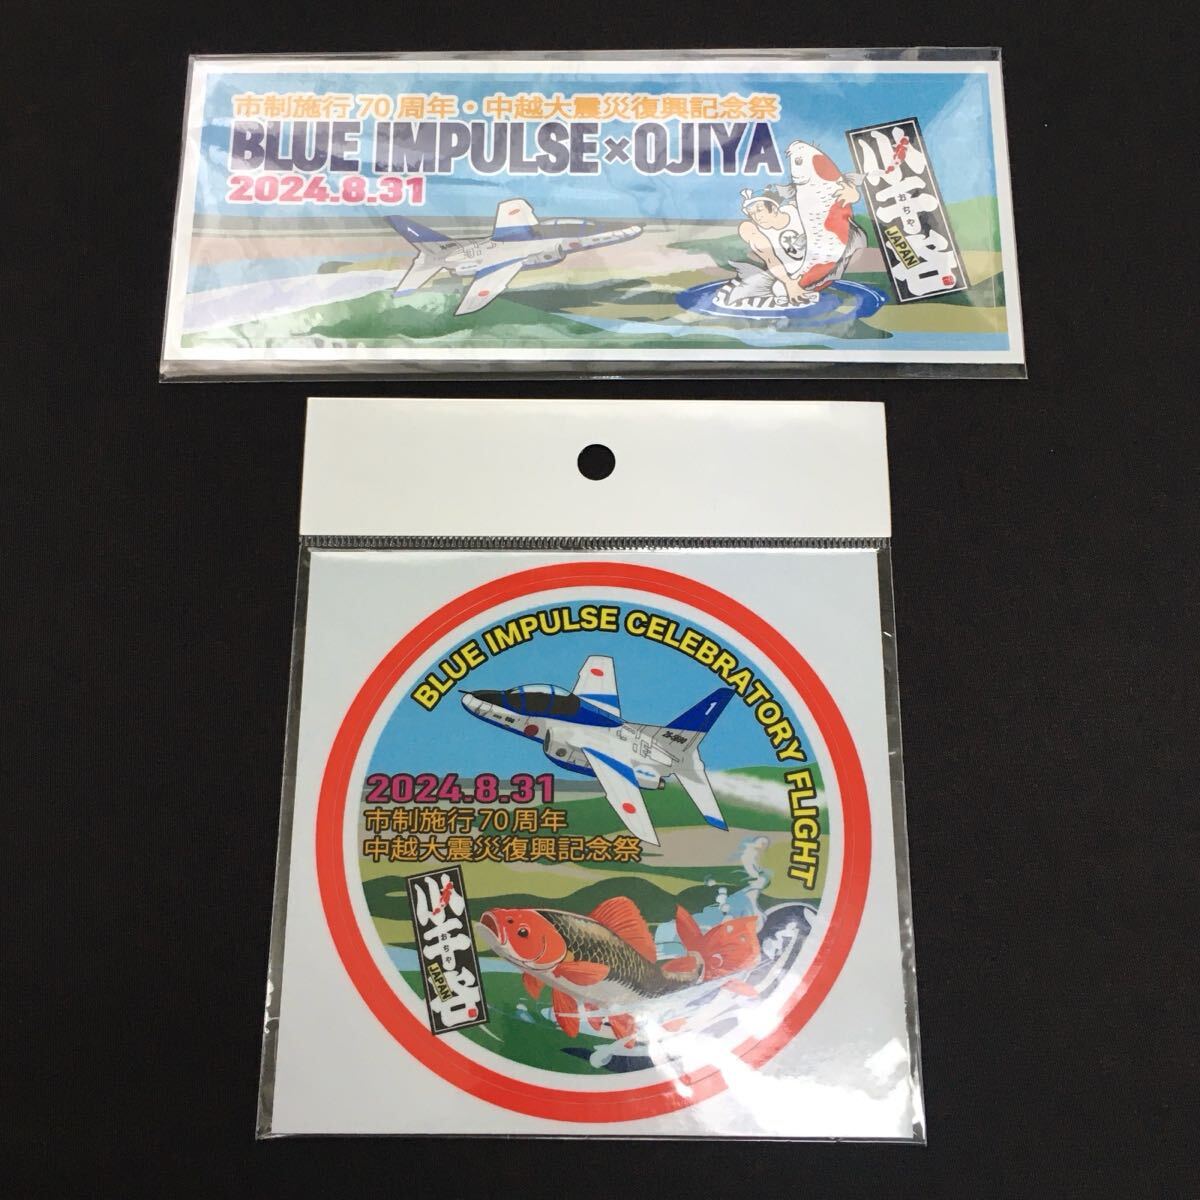 市制施行70周年・中越大震災復興記念祭
BLUE IMPULSE×OJIYA
2024.8.31
1
小千谷
おぢや
JAPAN
BLUE IMPULSE CELEBRATORY FLIGHT
1
2024.8.31
市制施行70周年
中越大震災復興記念祭
小千谷
おぢや
JAPAN